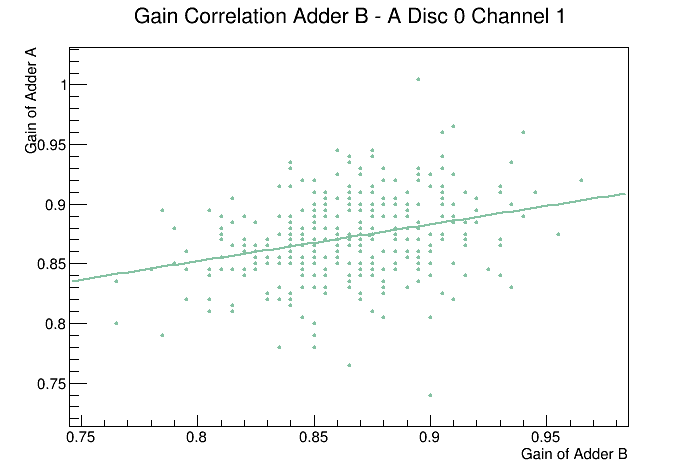 Gain Correlation Adder B - A Disc 0 Channel 1
Gain of Adder A
1
0.95
0.9
0.85
0.8
0.75
0.75 0.8 0.85 0.9 0.95
Gain of Adder B